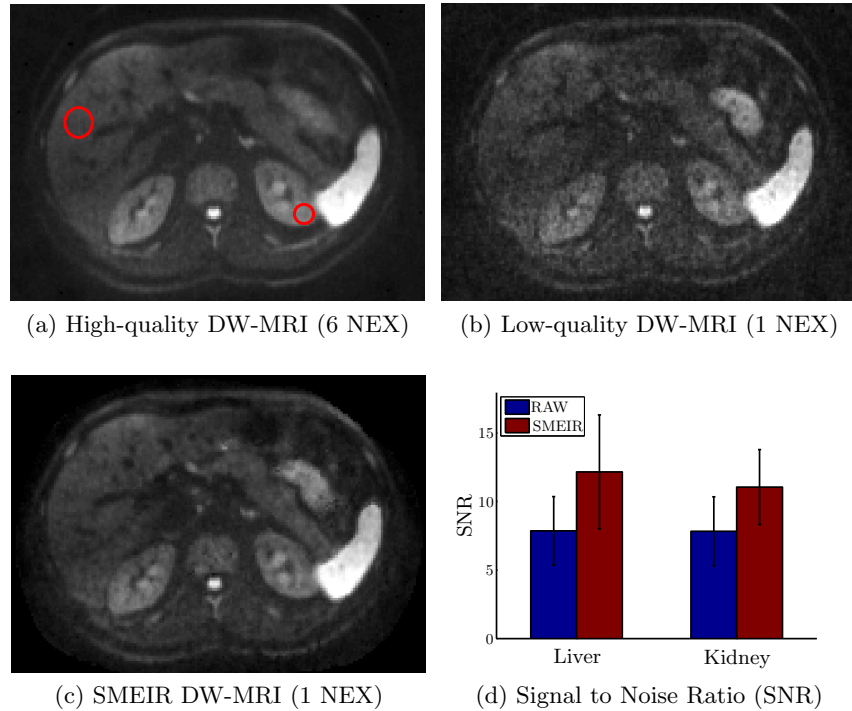 (a) High-quality DW-MRI (6 NEX)
(b) Low-quality DW-MRI (1 NEX)
(c) SMEIR DW-MRI (1 NEX)
RAW
SMEIR
15
10
5
0
SNR
Liver
Kidney
(d) Signal to Noise Ratio (SNR)